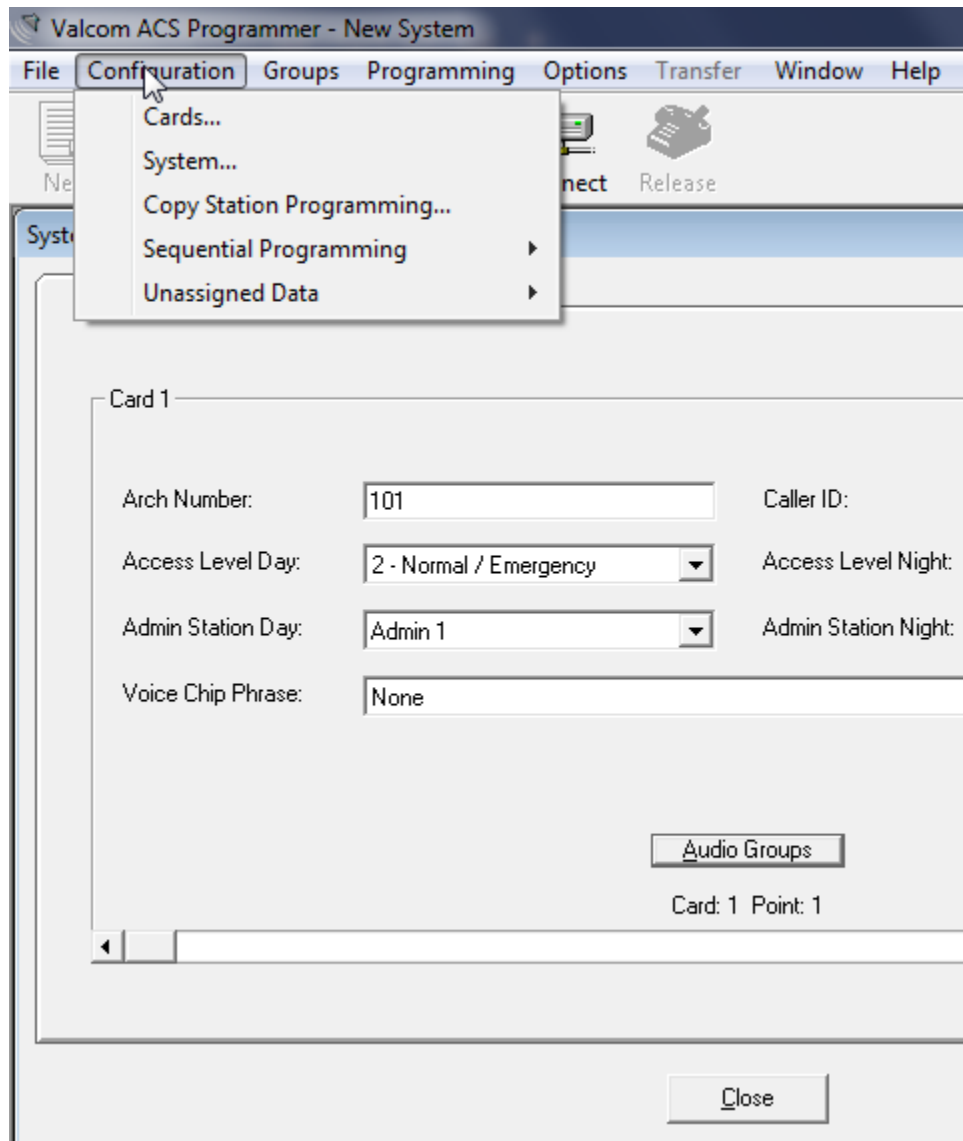 Valcom ACS Programmer - New System
File Configuration Groups Programming Options Transfer Window Help
Cards...
System...
Copy Station Programming...
Sequential Programming
Unassigned Data
Ne
nect Release
Syst
Card 1
Arch Number: 101 Caller ID:
Access Level Day: 2 - Normal / Emergency Access Level Night:
Admin Station Day: Admin 1 Admin Station Night:
Voice Chip Phrase: None
Audio Groups
Card: 1 Point: 1
Close